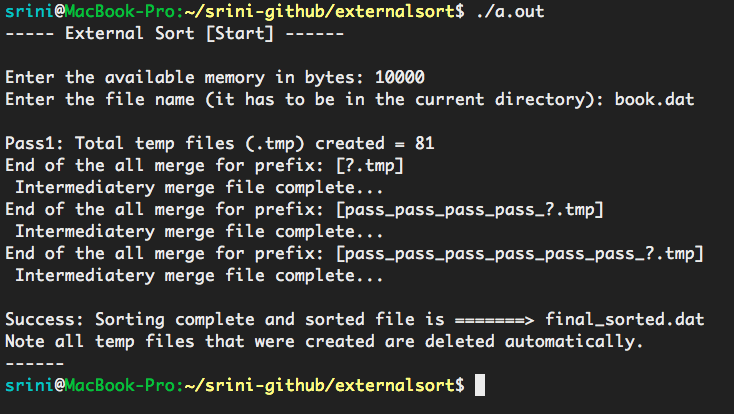 srini@MacBook-Pro:~/srini-github/externalsort$ ./a.out
----- External Sort [Start] ------
Enter the available memory in bytes: 10000
Enter the file name (it has to be in the current directory): book.dat
Pass1: Total temp files (.tmp) created = 81
End of the all merge for prefix: [?.tmp]
 Intermediatery merge file complete...
End of the all merge for prefix: [pass_pass_pass_pass_?.tmp]
 Intermediatery merge file complete...
End of the all merge for prefix: [pass_pass_pass_pass_pass_pass_?.tmp]
 Intermediatery merge file complete...
Success: Sorting complete and sorted file is =======> final_sorted.dat
Note all temp files that were created are deleted automatically.
------
srini@MacBook-Pro:~/srini-github/externalsort$